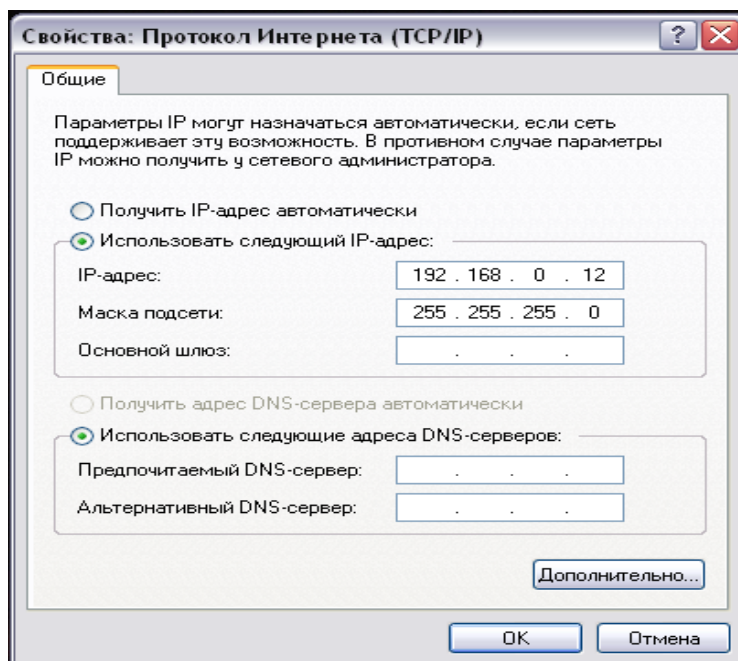 Свойства: Протокол Интернета (TCP/IP)
Общие
Параметры IP могут назначаться автоматически, если сеть
поддерживает эту возможность. В противном случае параметры
IP можно получить у сетевого администратора.
Получить IP-адрес автоматически
Использовать следующий IP-адрес:
IP-адрес: 192 . 168 . 0 . 12
Маска подсети: 255 . 255 . 255 . 0
Основной шлюз: . . .
Получить адрес DNS-сервера автоматически
Использовать следующие адреса DNS-серверов:
Предпочитаемый DNS-сервер: . . .
Альтернативный DNS-сервер: . . .
Дополнительно...
OK Отмена